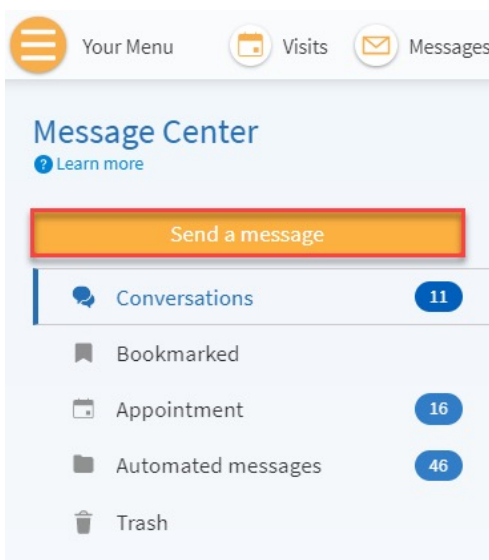 Your Menu Visits Messages
Message Center
? Learn more
Send a message
Conversations 11
Bookmarked
Appointment 16
Automated messages 46
Trash